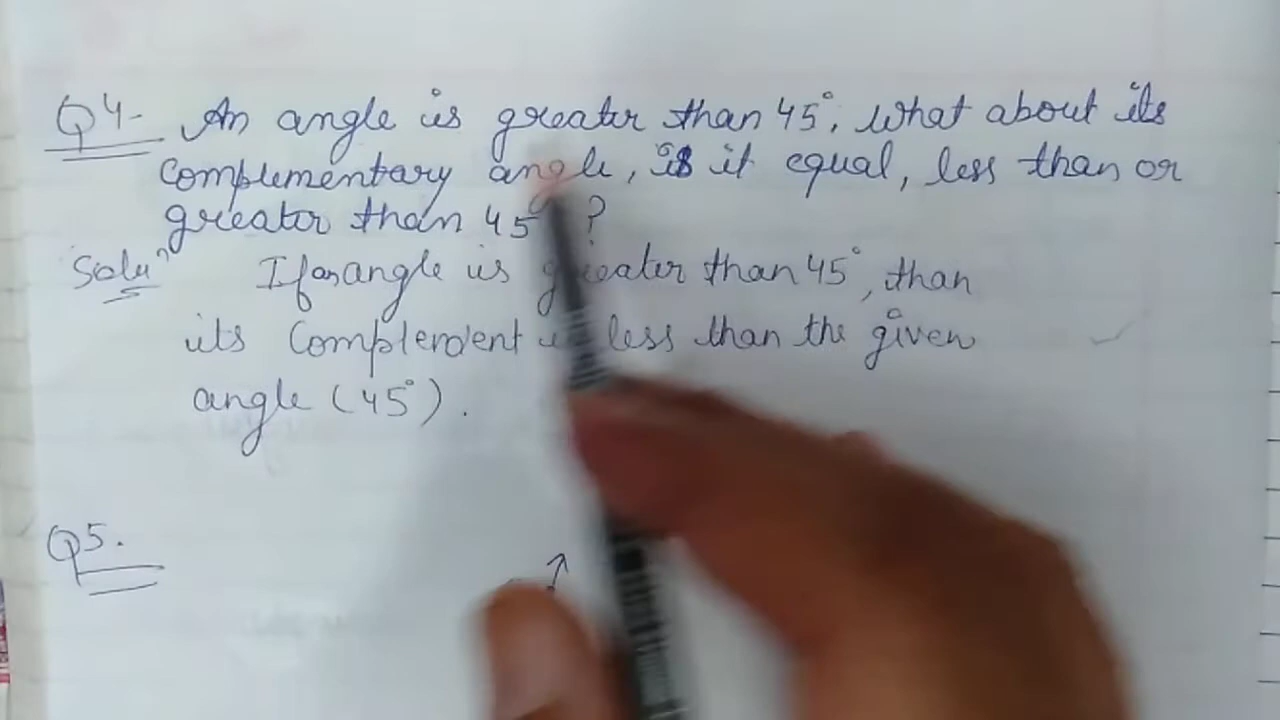 Q4- An angle is greater than 45°, what about its
complementary angle, is it equal, less than or
greater than 45 ?
Solu? If an angle is greater than 45°, than
its Complement is less than the given
angle (45°).
Q5.